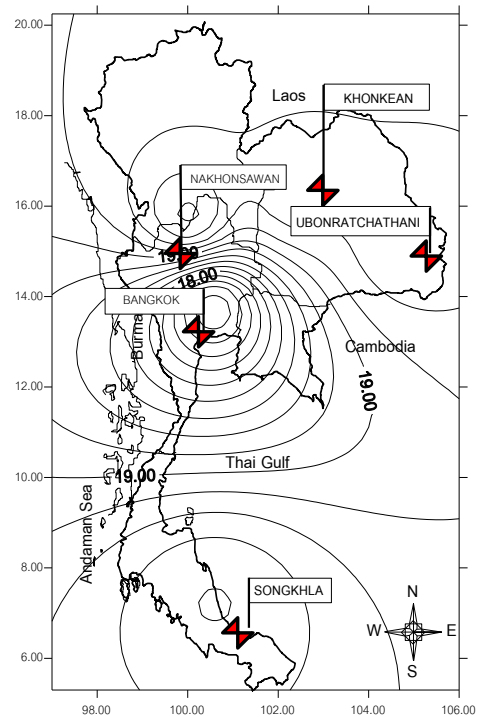 20.00
Laos
KHONKEAN
18.00
NAKHONSAWAN
16.00
UBONRATCHATHANI
19.00
18.00
14.00
BANGKOK
Burma
Cambodia
12.00
19.00
Thai Gulf
10.00
19.00
Andaman Sea
8.00
SONGKHLA
N
W
E
S
6.00
98.00 100.00 102.00 104.00 106.00